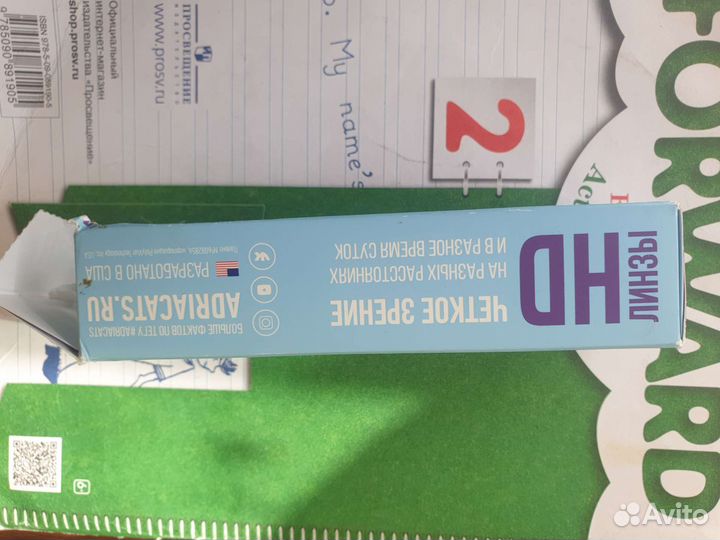 HD
ЛИНЗЫ
ЧЕТКОЕ ЗРЕНИЕ
НА РАЗНЫХ РАССТОЯНИЯХ
И В РАЗНОЕ ВРЕМЯ СУТОК
БОЛЬШЕ ФАКТОВ ПО ТЕГУ #ADRIACATS
ADRIACATS.RU
РАЗРАБОТАНО В США
FORWARD
2
My name's
ПРОСВЕЩЕНИЕ
ИЗДАТЕЛЬСТВО
www.prosv.ru
Официальный
интернет-магазин
издательства «Просвещение»
shop.prosv.ru
ISBN 978-5-09-089190-5
9 785090 891905
6+
Avito